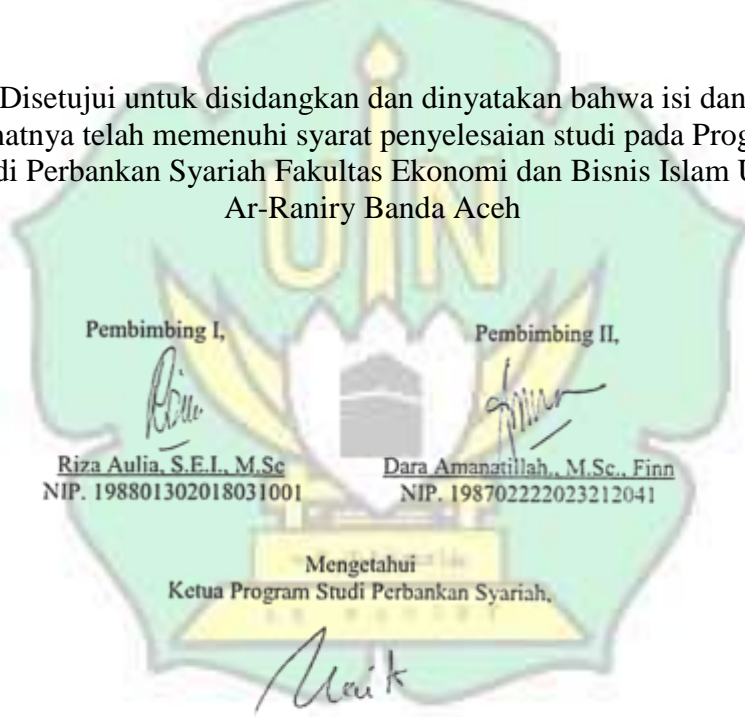 Disetujui untuk disidangkan dan dinyatakan bahwa isi dan
hatnya telah memenuhi syarat penyelesaian studi pada Prog
di Perbankan Syariah Fakultas Ekonomi dan Bisnis Islam U
Ar-Raniry Banda Aceh
UIN
Pembimbing I,
Pembimbing II,
Riza Aulia, S.E.I., M.Sc
Dara Amanatillah., M.Sc., Finn
NIP. 198801302018031001
NIP. 198702222023212041
Mengetahui
Ketua Program Studi Perbankan Syariah,